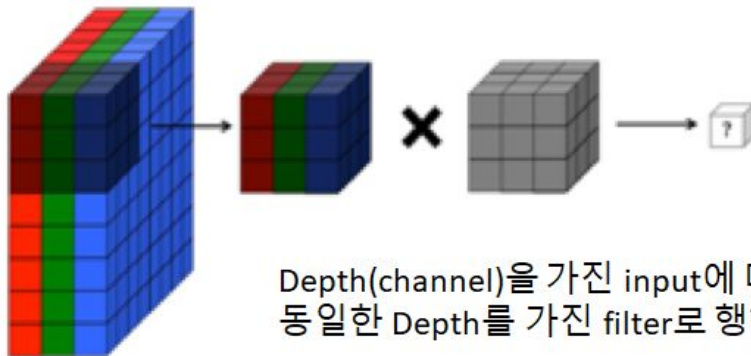 ?
Depth(channel)을 가진 input에
동일한 Depth를 가진 filter로